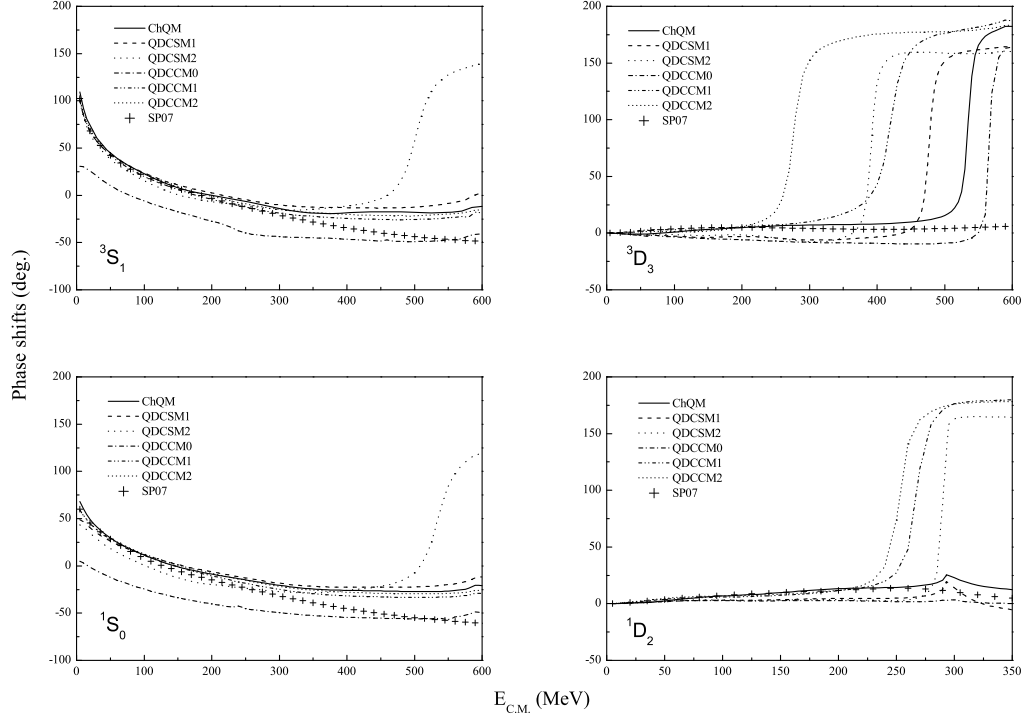 Phase shifts (deg.)
200
150
100
50
0
-50
-100
ChQM
QDCSM1
QDCSM2
QDCCM0
QDCCM1
QDCCM2
SP07
³S₁
0 100 200 300 400 500 600
200
150
100
50
0
-50
ChQM
QDCSM1
QDCSM2
QDCCM0
QDCCM1
QDCCM2
SP07
³D₃
0 100 200 300 400 500 600
200
150
100
50
0
-50
-100
ChQM
QDCSM1
QDCSM2
QDCCM0
QDCCM1
QDCCM2
SP07
¹S₀
0 100 200 300 400 500 600
200
150
100
50
0
-50
ChQM
QDCSM1
QDCSM2
QDCCM0
QDCCM1
QDCCM2
SP07
¹D₂
0 50 100 150 200 250 300 350
E_C.M. (MeV)